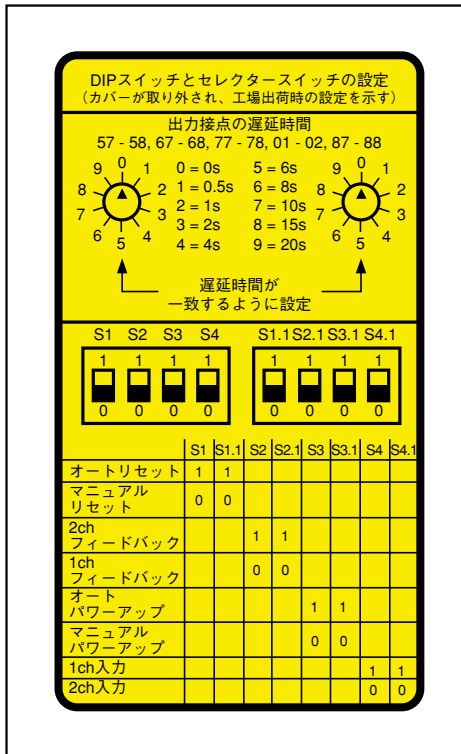 DIPスイッチとセレクタースイッチの設定
（カバーが取り外され、工場出荷時の設定を示す）
出力接点の遅延時間
57 - 58, 67 - 68, 77 - 78, 01 - 02, 87 - 88
0 1 2 3 4 5 6 7 8 9
0 = 0s 5 = 6s
1 = 0.5s 6 = 8s
2 = 1s 7 = 10s
3 = 2s 8 = 15s
4 = 4s 9 = 20s
0 1 2 3 4 5 6 7 8 9
遅延時間が
一致するように設定
S1 S2 S3 S4 S1.1 S2.1 S3.1 S4.1
1 1 1 1 1 1 1 1
0 0 0 0 0 0 0 0
S1 S1.1 S2 S2.1 S3 S3.1 S4 S4.1
オートリセット 1 1
マニュアル
リセット 0 0
2ch
フィードバック 1 1
1ch
フィードバック 0 0
オート
パワーアップ 1 1
マニュアル
パワーアップ 0 0
1ch入力 1 1
2ch入力 0 0